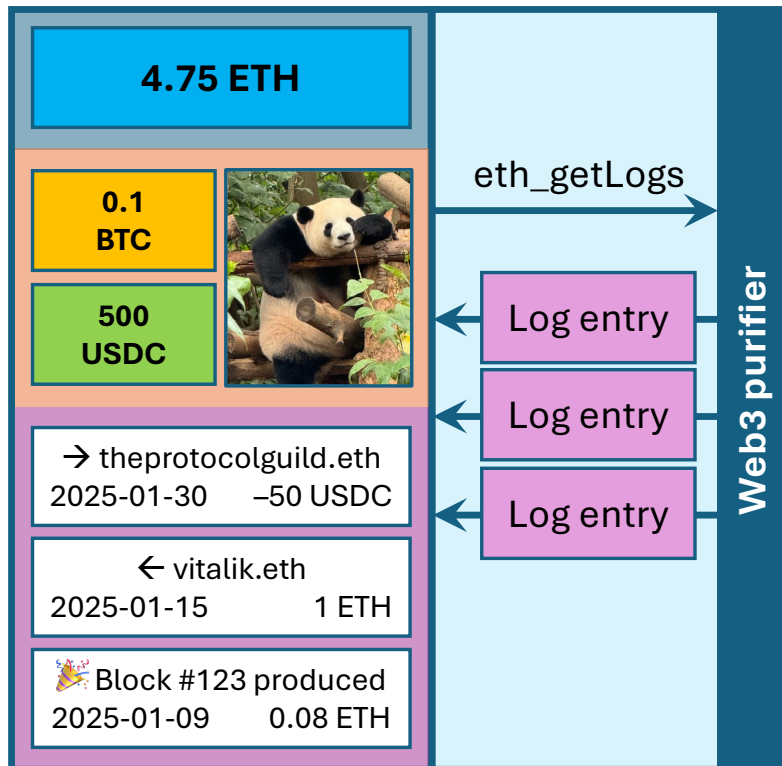 4.75 ETH
0.1
BTC
500
USDC
→ theprotocolguild.eth
2025-01-30 –50 USDC
← vitalik.eth
2025-01-15 1 ETH
🎉 Block #123 produced
2025-01-09 0.08 ETH
eth_getLogs
Log entry
Log entry
Log entry
Web3 purifier